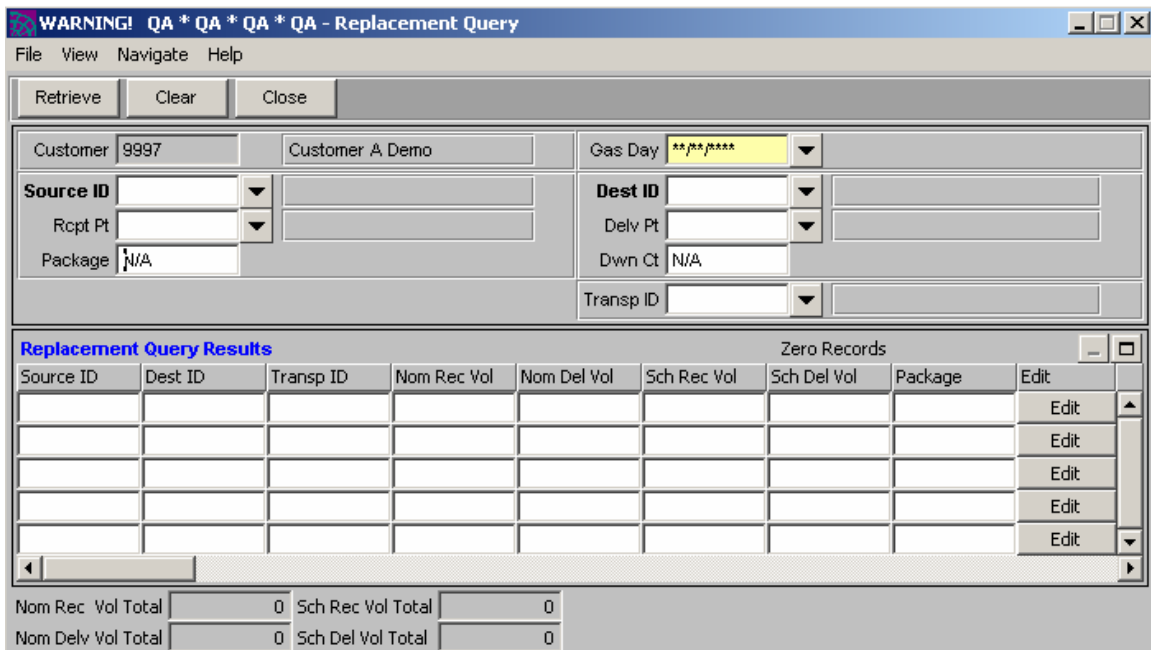 WARNING! QA * QA * QA * QA - Replacement Query
File View Navigate Help
Retrieve Clear Close
Customer 9997 Customer A Demo Gas Day **/**/****
Source ID Dest ID
Rcpt Pt Delv Pt
Package N/A Dwn Ct N/A
Transp ID
Replacement Query Results Zero Records
Source ID Dest ID Transp ID Nom Rec Vol Nom Del Vol Sch Rec Vol Sch Del Vol Package Edit
Edit
Edit
Edit
Edit
Edit
Nom Rec Vol Total 0 Sch Rec Vol Total 0
Nom Delv Vol Total 0 Sch Del Vol Total 0